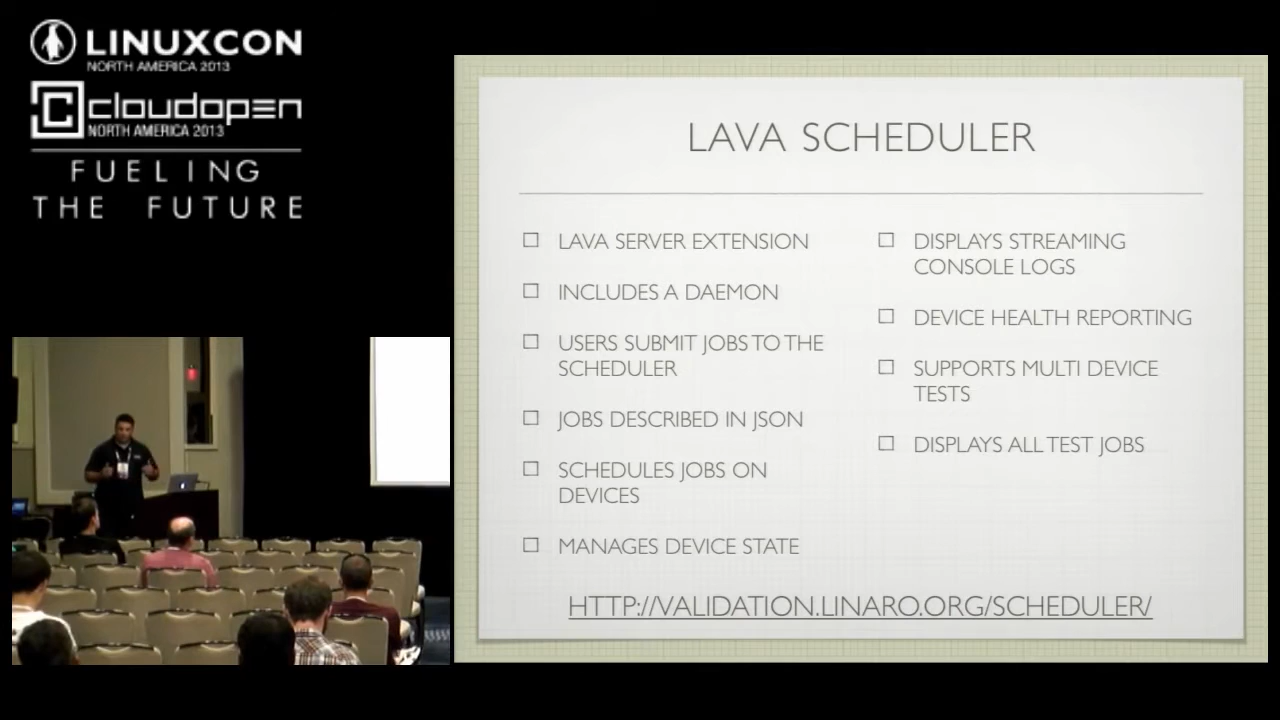 LINUXCON
NORTH AMERICA 2013
cloudopen
NORTH AMERICA 2013
FUELING
THE FUTURE
LAVA SCHEDULER
LAVA SERVER EXTENSION
INCLUDES A DAEMON
USERS SUBMIT JOBS TO THE
SCHEDULER
JOBS DESCRIBED IN JSON
SCHEDULES JOBS ON
DEVICES
MANAGES DEVICE STATE
DISPLAYS STREAMING
CONSOLE LOGS
DEVICE HEALTH REPORTING
SUPPORTS MULTI DEVICE
TESTS
DISPLAYS ALL TEST JOBS
HTTP://VALIDATION.LINARO.ORG/SCHEDULER/